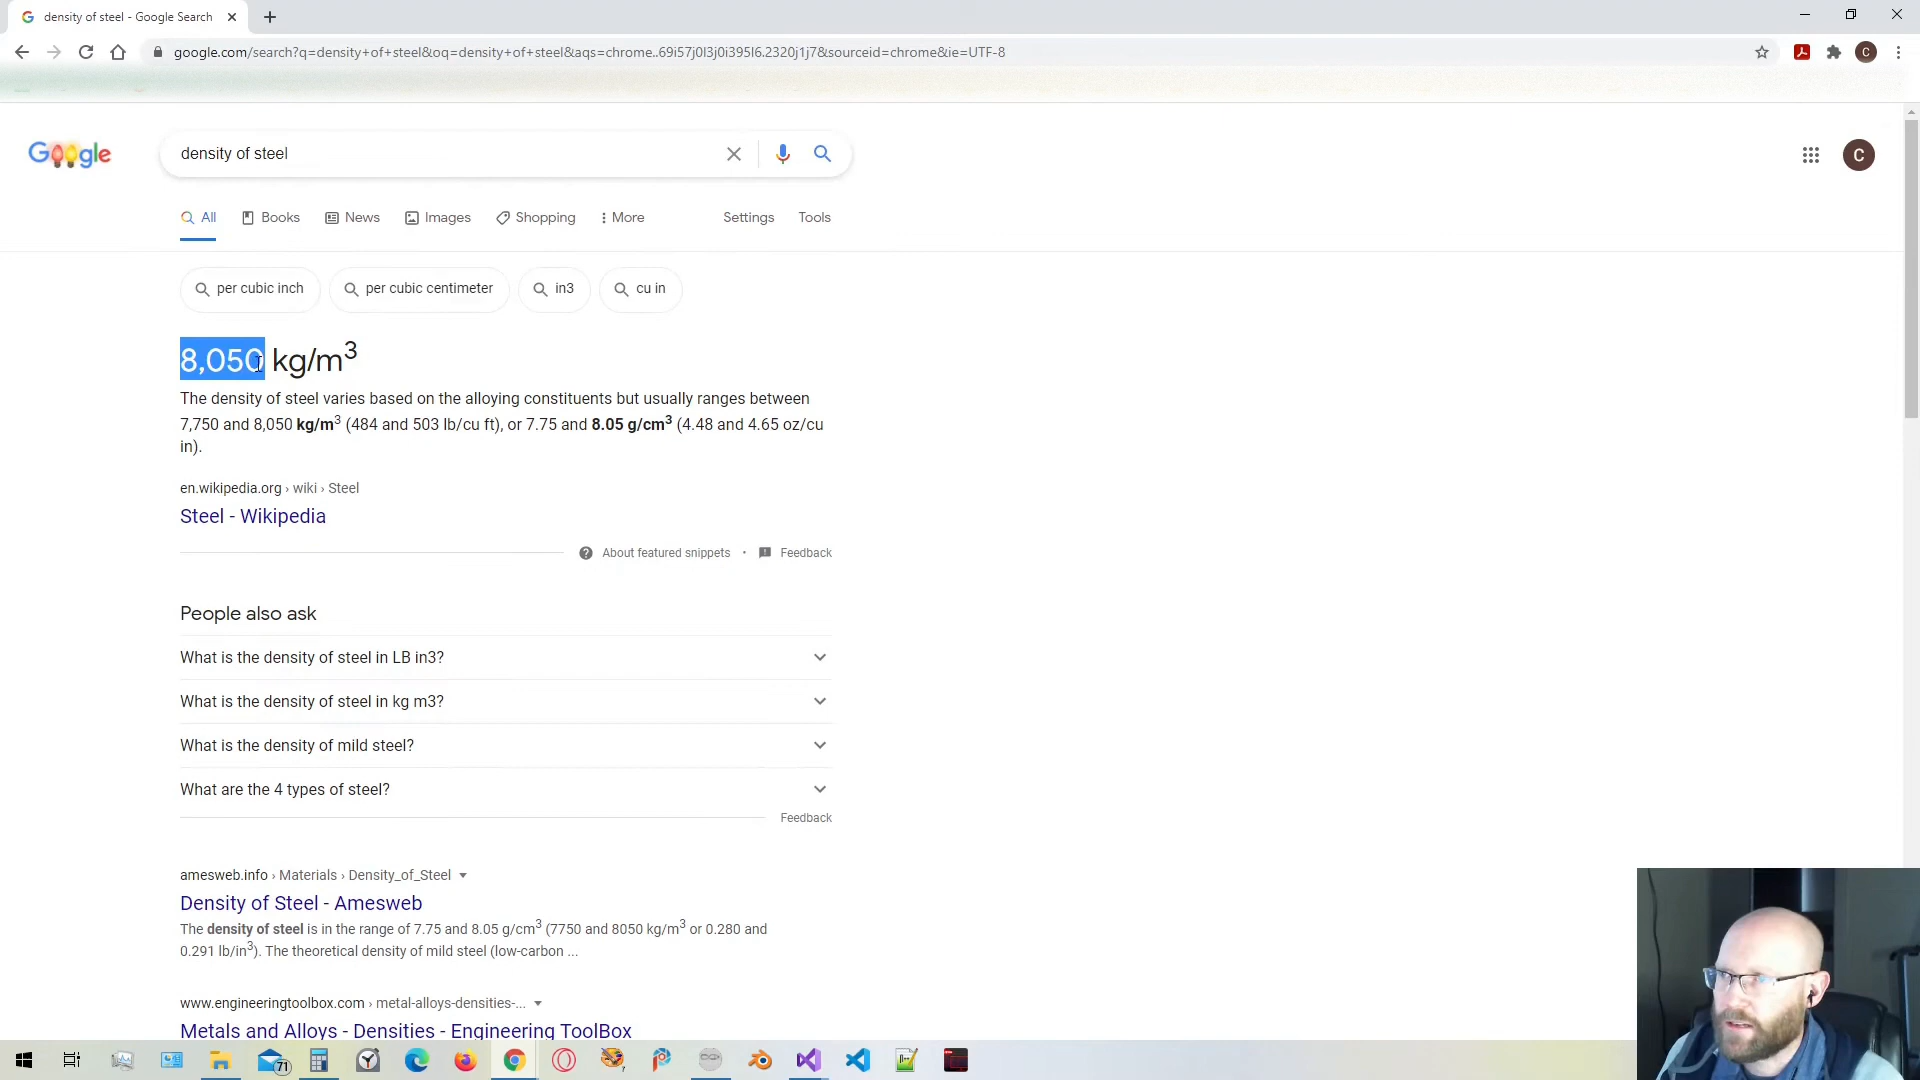 density of steel - Google Search
google.com/search?q=density+of+steel&oq=density+of+steel&aqs=chrome..69i57j0l3j0i395l6.2320j1j7&sourceid=chrome&ie=UTF-8
C
Google
density of steel
C
All
Books
News
Images
Shopping
More
Settings
Tools
per cubic inch
per cubic centimeter
in3
cu in
8,050 kg/m3
The density of steel varies based on the alloying constituents but usually ranges between
7,750 and 8,050 kg/m3 (484 and 503 lb/cu ft), or 7.75 and 8.05 g/cm3 (4.48 and 4.65 oz/cu
in).
en.wikipedia.org › wiki › Steel
Steel - Wikipedia
About featured snippets
•
Feedback
People also ask
What is the density of steel in LB in3?
What is the density of steel in kg m3?
What is the density of mild steel?
What are the 4 types of steel?
Feedback
amesweb.info › Materials › Density_of_Steel
Density of Steel - Amesweb
The density of steel is in the range of 7.75 and 8.05 g/cm3 (7750 and 8050 kg/m3 or 0.280 and
0.291 lb/in3). The theoretical density of mild steel (low-carbon ...
www.engineeringtoolbox.com › metal-alloys-densities-...
Metals and Alloys - Densities - Engineering ToolBox
71